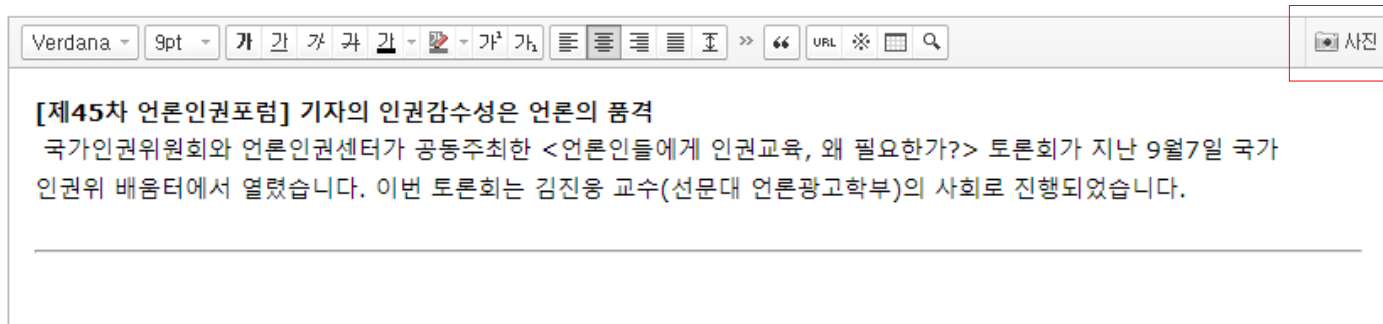 Verdana 9pt 가 가 가 가 가 가 가¹ 가₁ URL 사진
[제45차 언론인권포럼] 기자의 인권감수성은 언론의 품격
국가인권위원회와 언론인권센터가 공동주최한 <언론인들에게 인권교육, 왜 필요한가?> 토론회가 지난 9월7일 국가
인권위 배움터에서 열렸습니다. 이번 토론회는 김진웅 교수(선문대 언론광고학부)의 사회로 진행되었습니다.